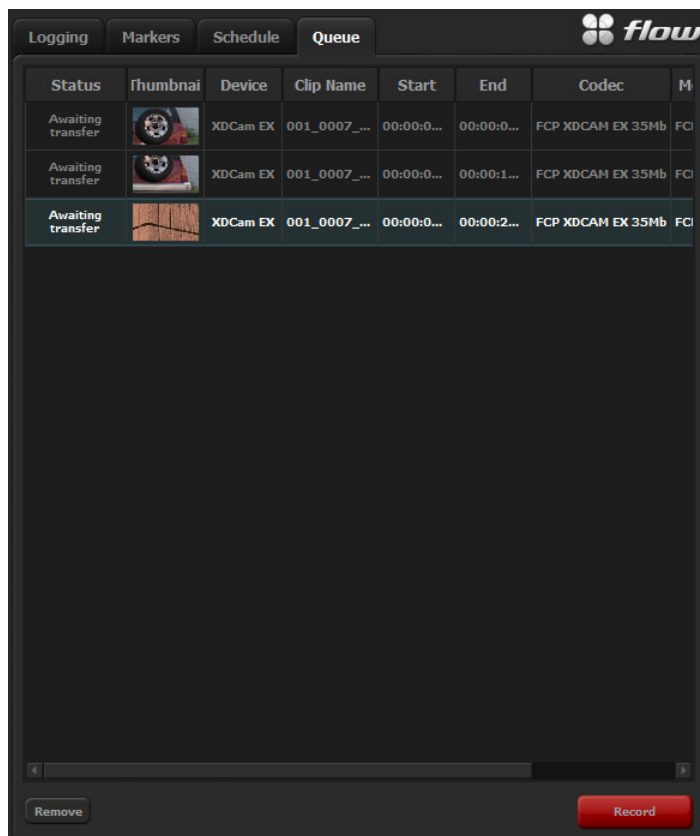 Logging Markers Schedule Queue flow
Status Thumbnai Device Clip Name Start End Codec M
Awaiting
transfer
XDCam EX 001_0007_... 00:00:0... 00:00:0... FCP XDCAM EX 35Mb FC
Awaiting
transfer
XDCam EX 001_0007_... 00:00:0... 00:00:1... FCP XDCAM EX 35Mb FC
Awaiting
transfer
XDCam EX 001_0007_... 00:00:0... 00:00:2... FCP XDCAM EX 35Mb FC
Remove Record